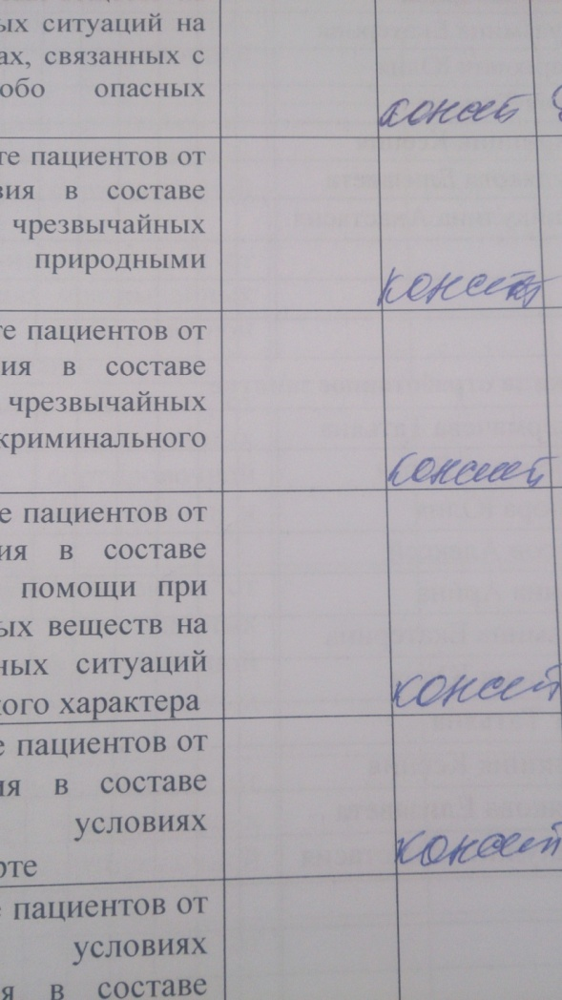 ых ситуаций на
ах, связанных с
обо опасных
консп
те пациентов от
вия в составе
чрезвычайных
природными
консп
те пациентов от
ия в составе
чрезвычайных
криминального
консп
е пациентов от
ия в составе
помощи при
ых веществ на
ных ситуаций
кого характера
консп
е пациентов от
ия в составе
условиях
рте
консп
е пациентов от
условиях
я в составе